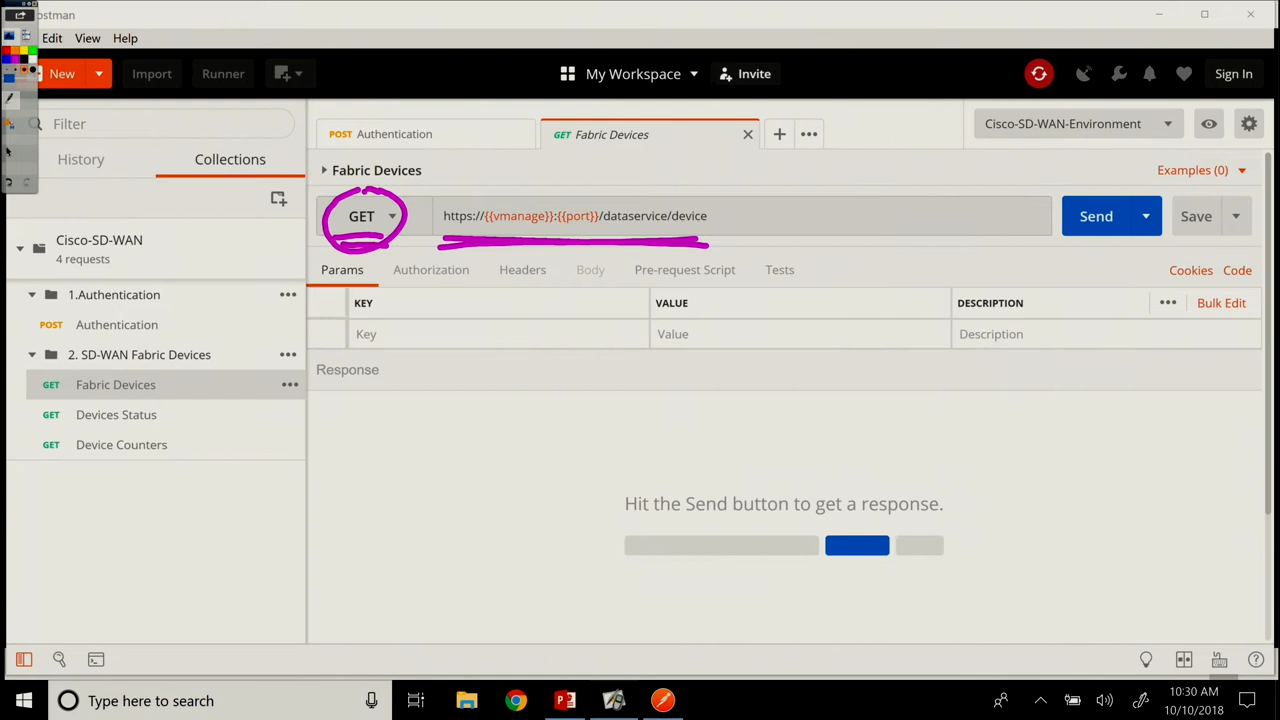 ostman
Edit View Help
New Import Runner My Workspace Invite Sign In
Filter
History Collections
Cisco-SD-WAN
4 requests
1.Authentication
POST Authentication
2. SD-WAN Fabric Devices
GET Fabric Devices
GET Devices Status
GET Device Counters
POST Authentication GET Fabric Devices Cisco-SD-WAN-Environment
Fabric Devices Examples (0)
GET https://{{vmanage}}:{{port}}/dataservice/device Send Save
Params Authorization Headers Body Pre-request Script Tests Cookies Code
KEY VALUE DESCRIPTION Bulk Edit
Key Value Description
Response
Hit the Send button to get a response.
Type here to search
10:30 AM
10/10/2018